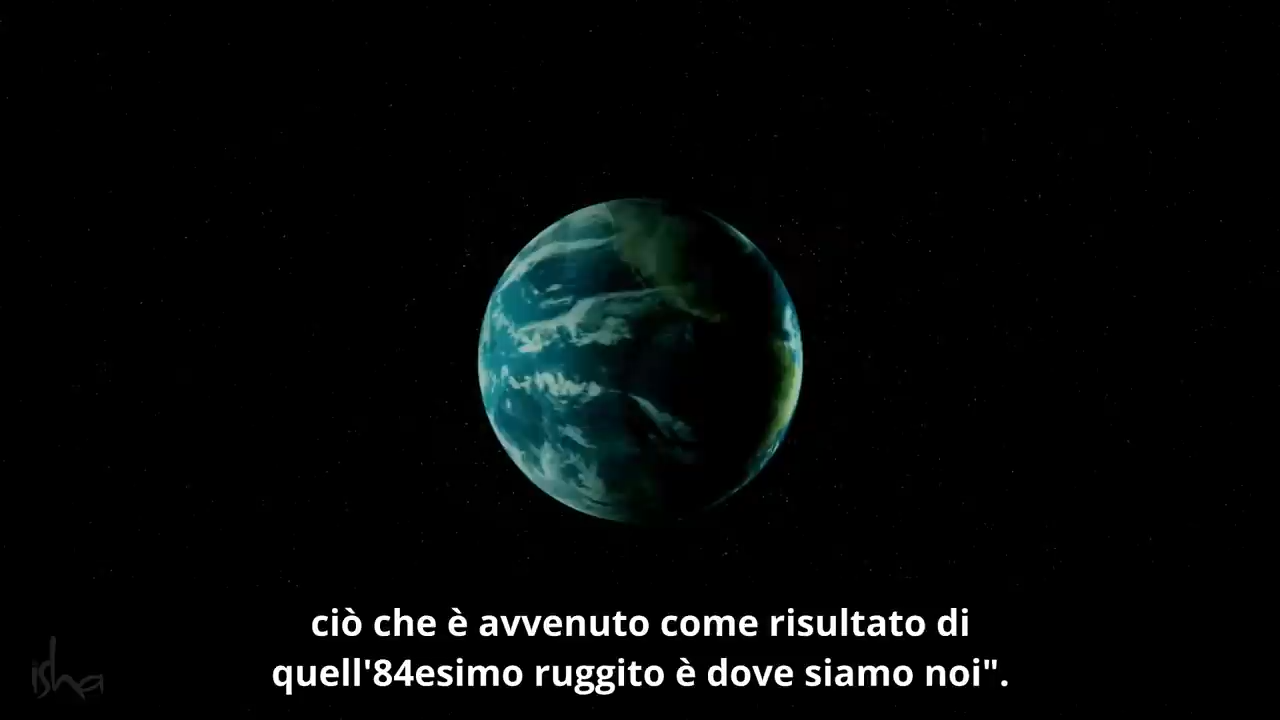 ciò che è avvenuto come risultato di
quell'84esimo ruggito è dove siamo noi".
isha